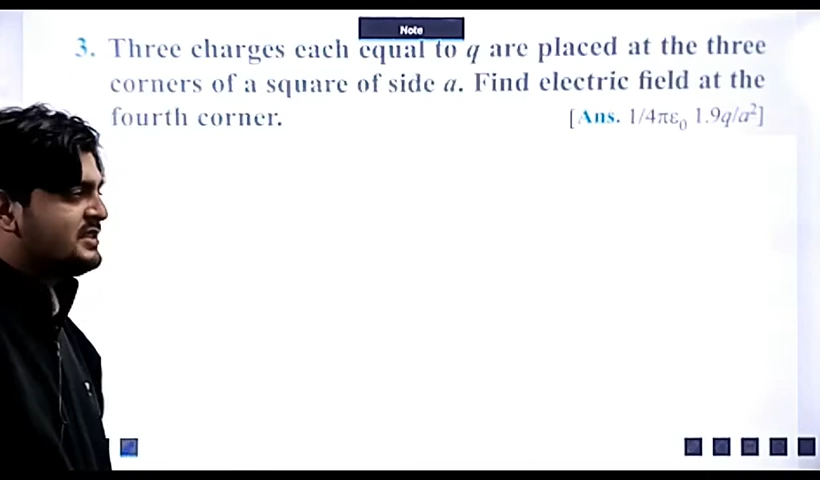 Note
3. Three charges each equal to q are placed at the three
corners of a square of side a. Find electric field at the
fourth corner. [Ans. 1/4πε₀ 1.9q/a²]